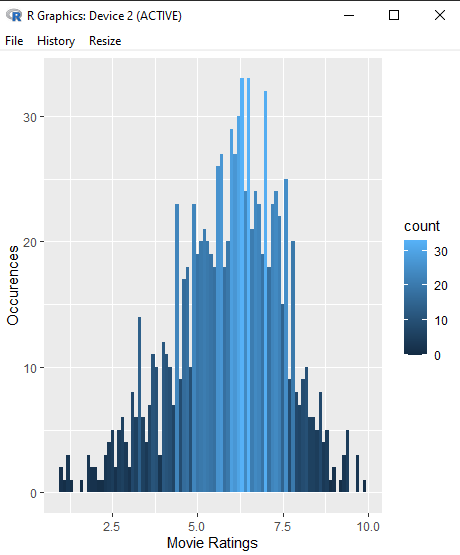 R Graphics: Device 2 (ACTIVE)
File History Resize
30
20
10
0
Occurences
2.5 5.0 7.5 10.0
Movie Ratings
count
30
20
10
0